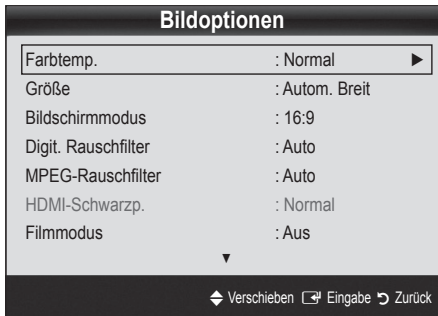 Bildoptionen
Farbtemp. : Normal ▶
Größe : Autom. Breit
Bildschirmmodus : 16:9
Digit. Rauschfilter : Auto
MPEG-Rauschfilter : Auto
HDMI-Schwarzp. : Normal
Filmmodus : Aus
▼
Verschieben Eingabe Zurück